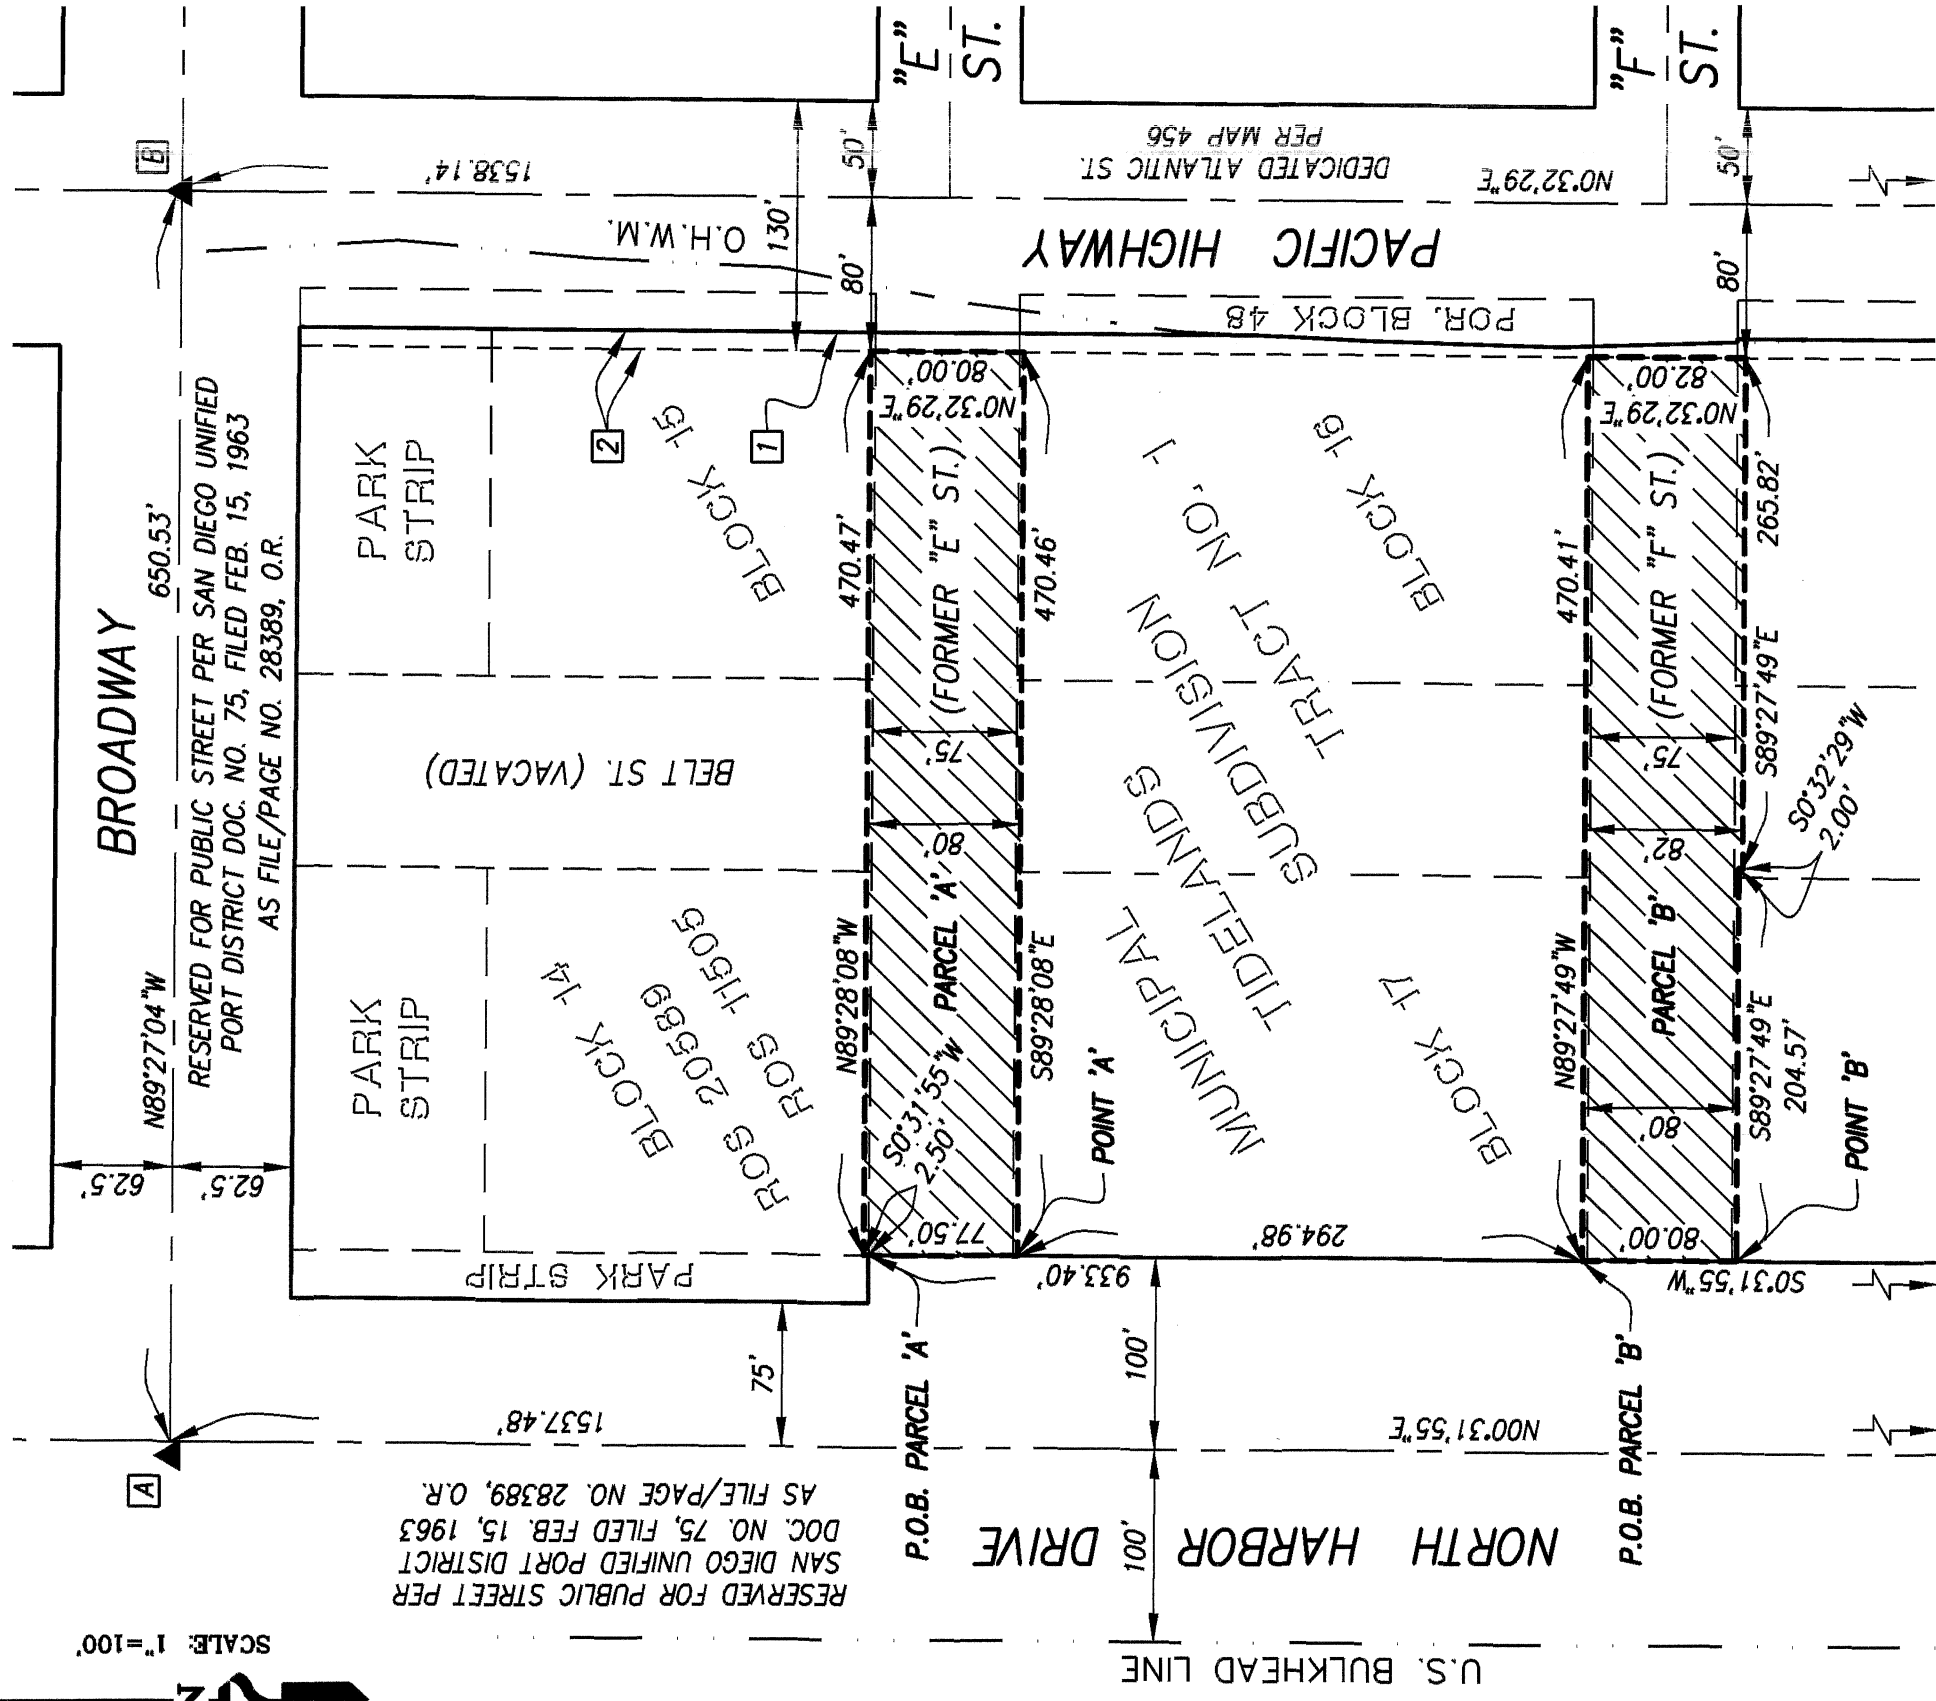 "E"
ST.
"F"
ST.
B
1538.14'
50'
DEDICATED ATLANTIC ST.
PER MAP 456
N0°32'29"E
50'
O.H.W.M.
130'
80'
PACIFIC HIGHWAY
80'
POR. BLOCK 48
BROADWAY
N89°27'04"W
650.53'
RESERVED FOR PUBLIC STREET PER SAN DIEGO UNIFIED
PORT DISTRICT DOC. NO. 75, FILED FEB. 15, 1963
AS FILE/PAGE NO. 28389, O.R.
62.5'
62.5'
PARK
STRIP
2
1
BLOCK 15
BELT ST. (VACATED)
PARK
STRIP
BLOCK 14
ROS 20589
ROS 11505
PARK STRIP
N89°28'08"W
470.47'
80.00'
N0°32'29"E
(FORMER "E" ST.)
75'
80'
PARCEL 'A'
S0°31'55"W
2.50'
77.50'
S89°28'08"E
470.46'
POINT 'A'
MUNICIPAL
TIDELANDS
SUBDIVISION
TRACT NO. 1
BLOCK 16
BLOCK 17
294.98'
933.40'
N89°27'49"W
470.41'
82.00'
N0°32'29"E
(FORMER "F" ST.)
75'
82'
PARCEL 'B'
80'
80.00'
S0°31'55"W
S89°27'49"E
265.82'
S0°32'29"W
2.00'
S89°27'49"E
204.57'
POINT 'B'
75'
100'
P.O.B. PARCEL 'A'
P.O.B. PARCEL 'B'
1537.48'
N00°31'55"E
A
RESERVED FOR PUBLIC STREET PER
SAN DIEGO UNIFIED PORT DISTRICT
DOC. NO. 75, FILED FEB. 15, 1963
AS FILE/PAGE NO. 28389, O.R.
NORTH HARBOR DRIVE
100'
U.S. BULKHEAD LINE
SCALE: 1"=100'
N